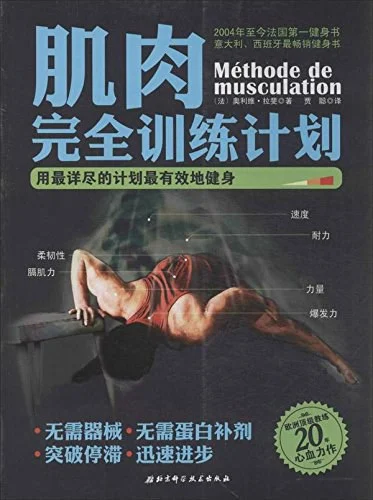 2004年至今法国第一健身书
意大利、西班牙最畅销健身书
肌肉
Méthode de
musculation
〔法〕奥利维·拉斐◎著 贾 聪◎译
完全训练计划
用最详尽的计划最有效地健身
速度
耐力
柔韧性
膈肌力
力量
爆发力
·无需器械 ·无需蛋白补剂
·突破停滞 ·迅速进步
欧洲顶级教练
20年
心血力作
北京科学技术出版社